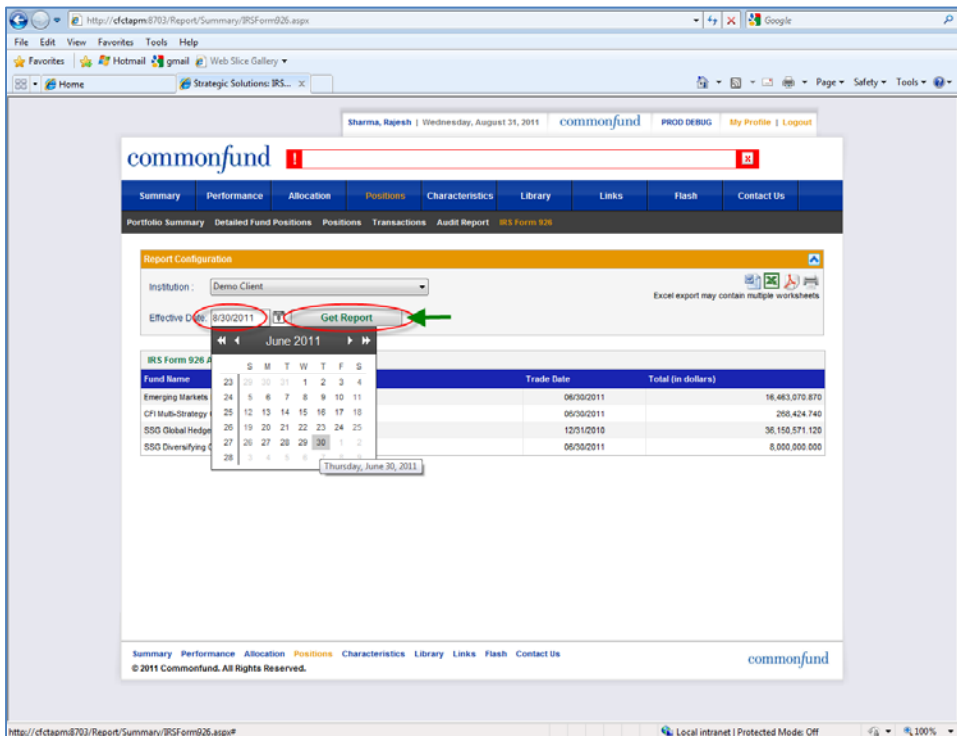 http://cfctapm:8703/Report/Summary/IRSForm926.aspx Google
File Edit View Favorites Tools Help
Favorites Hotmail gmail Web Slice Gallery
Home Strategic Solutions: IRS... x Page Safety Tools
Sharma, Rajesh | Wednesday, August 31, 2011 commonfund PROD DEBUG My Profile | Logout
commonfund ! x
Summary Performance Allocation Positions Characteristics Library Links Flash Contact Us
Portfolio Summary Detailed Fund Positions Positions Transactions Audit Report IRS Form 926
Report Configuration
Institution : Demo Client
Excel export may contain multiple worksheets
Effective Date: 8/30/2011 Get Report
June 2011
S M T W T F S
23 29 30 31 1 2 3 4
24 5 6 7 8 9 10 11
25 12 13 14 15 16 17 18
26 19 20 21 22 23 24 25
27 26 27 28 29 30 1 2
28 3 4 5 6 7 8 9
Thursday, June 30, 2011
IRS Form 926 A
Fund Name Trade Date Total (in dollars)
Emerging Markets 06/30/2011 16,463,070.870
CFI Multi-Strategy 06/30/2011 268,424.740
SSG Global Hedge 12/31/2010 36,150,571.120
SSG Diversifying 06/30/2011 8,000,000.000
Summary Performance Allocation Positions Characteristics Library Links Flash Contact Us
© 2011 Commonfund. All Rights Reserved. commonfund
http://cfctapm:8703/Report/Summary/IRSForm926.aspx# Local intranet | Protected Mode: Off 100%